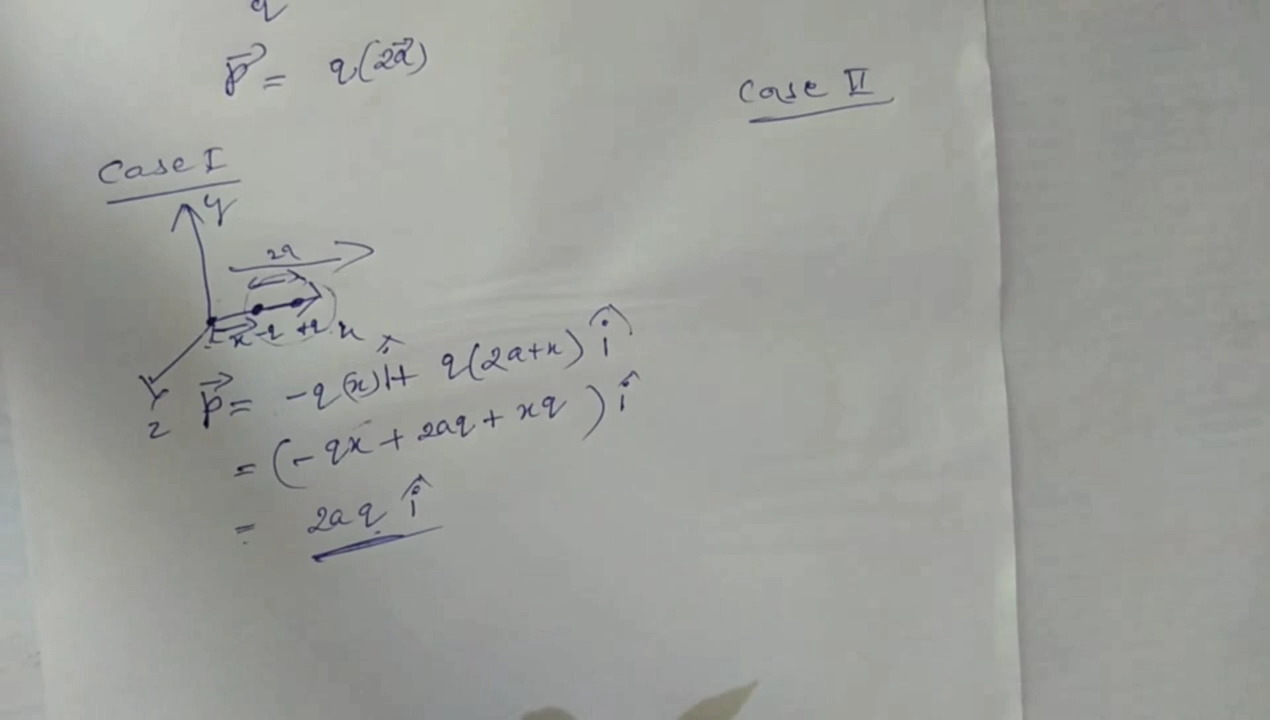 q
p⃗ = q(2a⃗)
Case I
y
2a
x -q +q x
z
p⃗ = -q(x)î + q(2a+x) î
= (-qx + 2aq + xq) î
= 2aq î
Case II